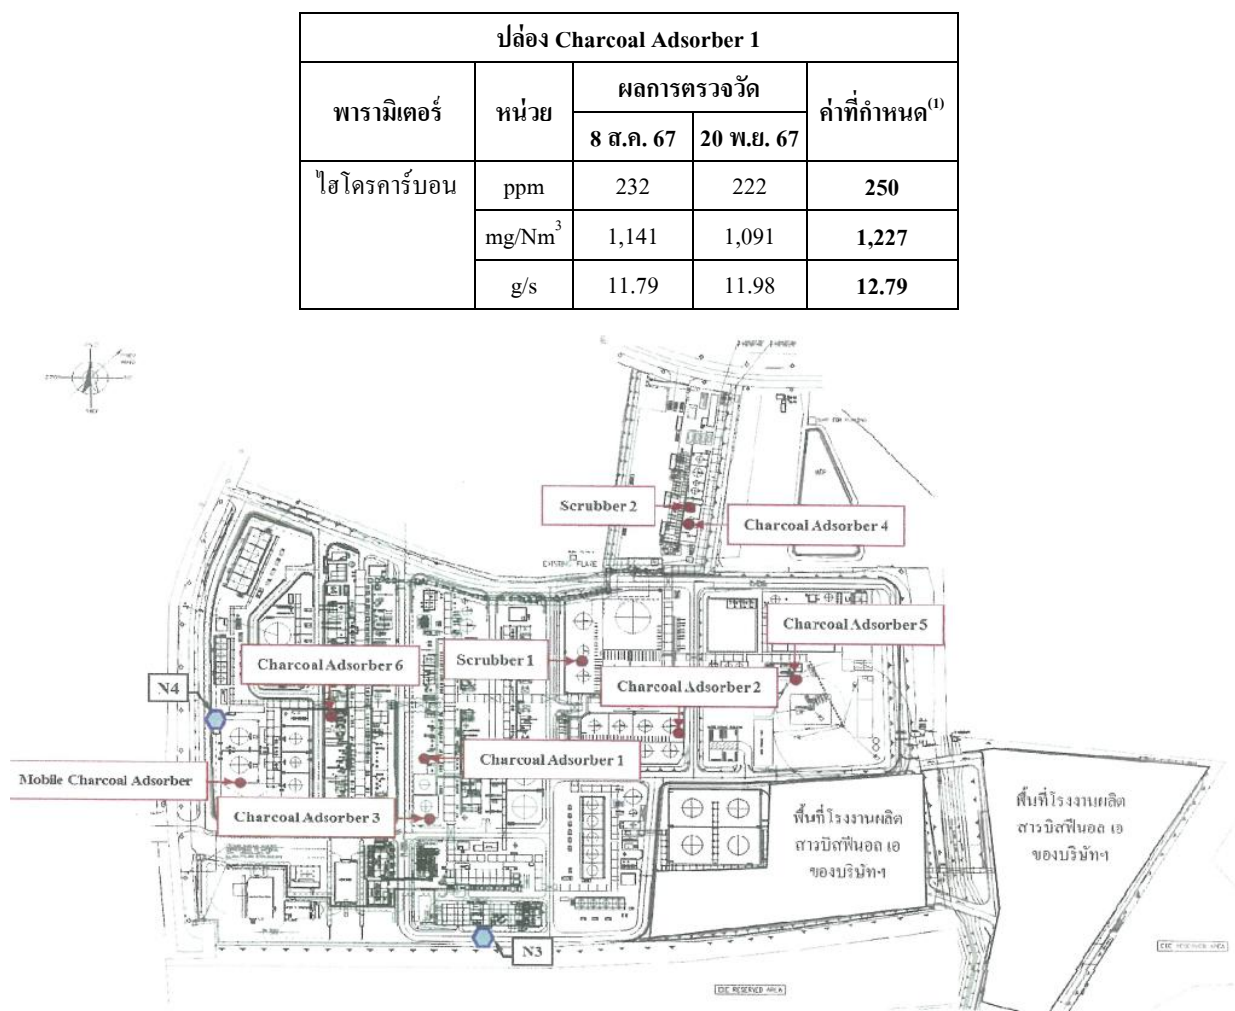 ปล่อง Charcoal Adsorber 1
พารามิเตอร์ หน่วย ผลการตรวจวัด ค่าที่กำหนด(1)
8 ส.ค. 67 20 พ.ย. 67
ไฮโดรคาร์บอน ppm 232 222 250
mg/Nm3 1,141 1,091 1,227
g/s 11.79 11.98 12.79
Scrubber 2
Charcoal Adsorber 4
EXISTING FLARE
Charcoal Adsorber 5
Charcoal Adsorber 6
Scrubber 1
Charcoal Adsorber 2
N4
Charcoal Adsorber 1
Mobile Charcoal Adsorber
Charcoal Adsorber 3
พื้นที่โรงงานผลิต
สารบิสฟีนอล เอ
ของบริษัทฯ
พื้นที่โรงงานผลิต
สารบิสฟีนอล เอ
ของบริษัทฯ
N3
EIE RESERVED AREA
EIE RESERVED AREA